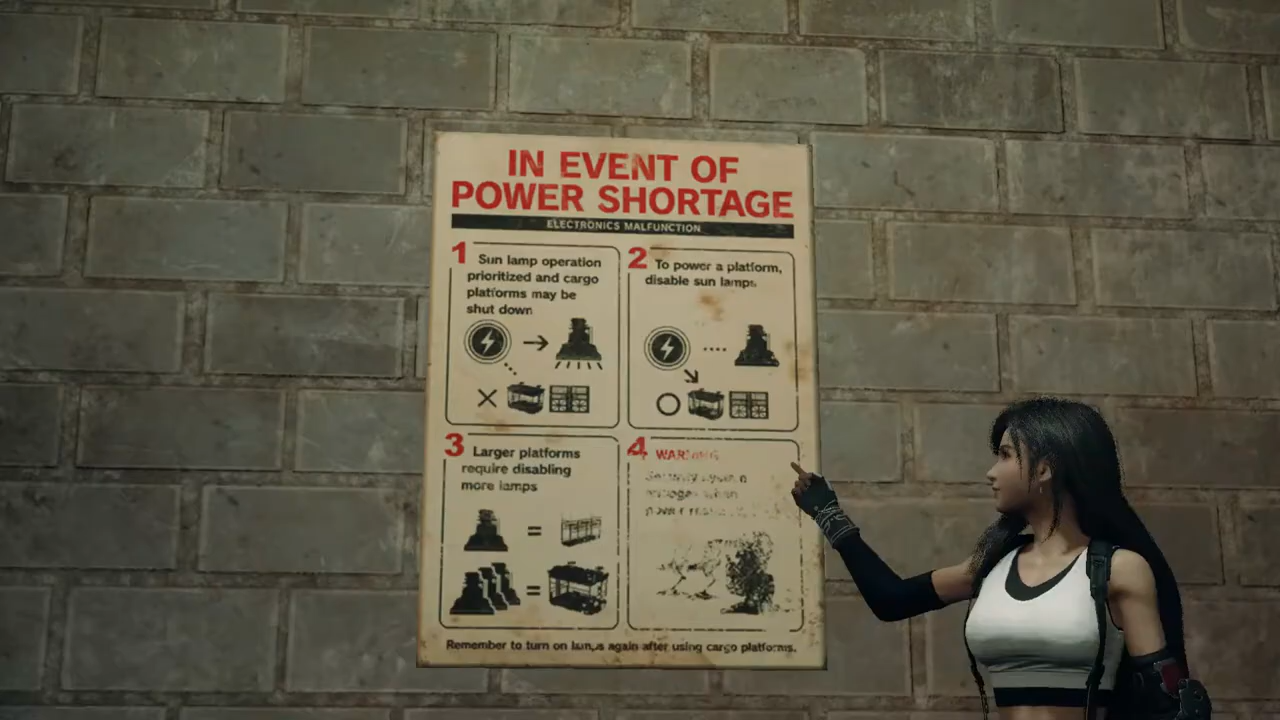 IN EVENT OF
POWER SHORTAGE
ELECTRONICS MALFUNCTION
1
Sun lamp operation
prioritized and cargo
platforms may be
shut down
2
To power a platform,
disable sun lamps
3
Larger platforms
require disabling
more lamps
=
=
4
WARNING
Remember to turn on lamps again after using cargo platforms.